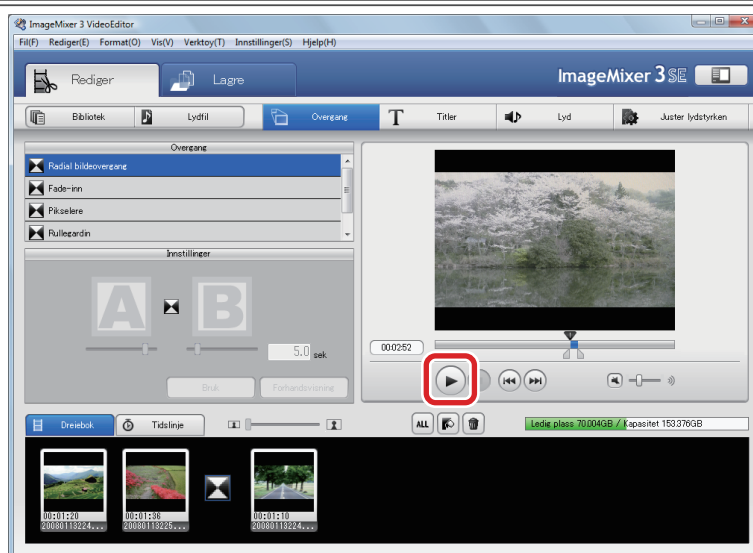 ImageMixer 3 VideoEditor
Fil(F) Rediger(E) Format(O) Vis(V) Verktoy(T) Innstillinger(S) Hjelp(H)
Rediger Lagre ImageMixer 3 SE
Bibliotek Lydfil Overgang T Titler Lyd Juster lydstyrken
Overgang
Radial bildeovergang
Fade-inn
Pikselere
Rullegardin
Innstillinger
A B
5.0 sek
Bruk Forhandsvisning
00:02:52
Dreiebok Tidslinje ALL Ledig plass 70.004GB / Kapasitet 153.376GB
00:01:20 00:01:36 00:01:10
20080113224... 20080113225... 20080113224...